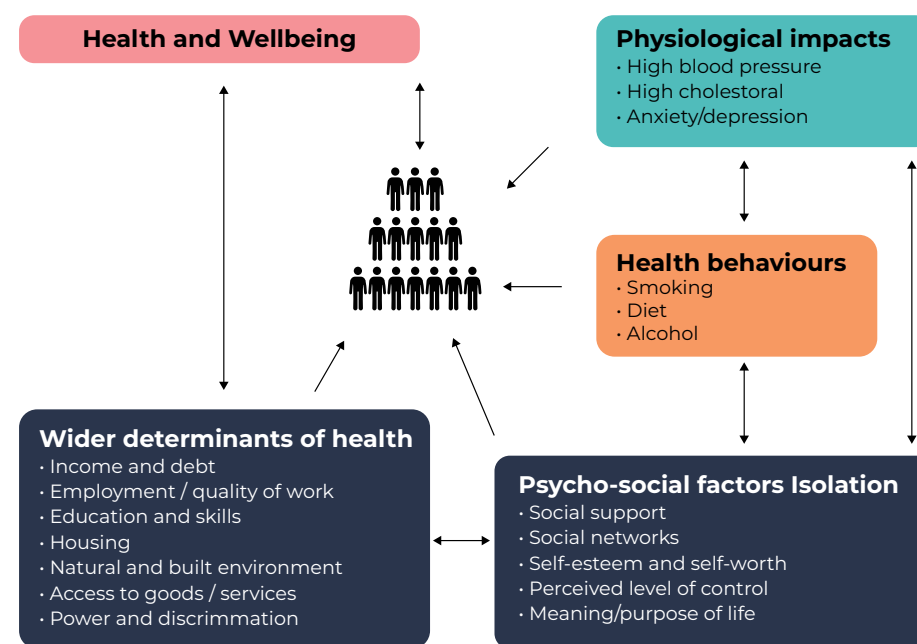 Health and Wellbeing
Physiological impacts
· High blood pressure
· High cholestoral
· Anxiety/depression
Health behaviours
· Smoking
· Diet
· Alcohol
Wider determinants of health
· Income and debt
· Employment / quality of work
· Education and skills
· Housing
· Natural and built environment
· Access to goods / services
· Power and discrimmation
Psycho-social factors Isolation
· Social support
· Social networks
· Self-esteem and self-worth
· Perceived level of control
· Meaning/purpose of life